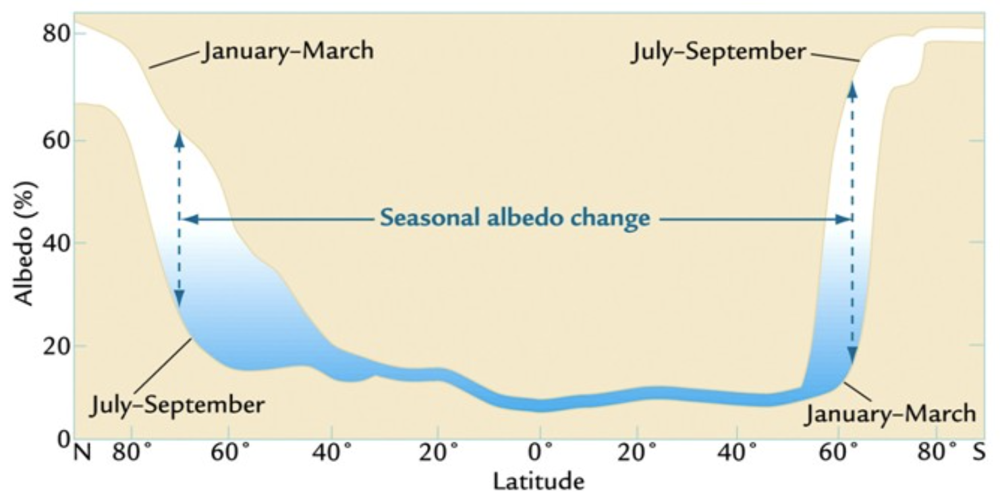 80
January–March
July–September
60
Albedo (%)
Seasonal albedo change
40
20
July–September
January–March
0
N 80° 60° 40° 20° 0° 20° 40° 60° 80° S
Latitude